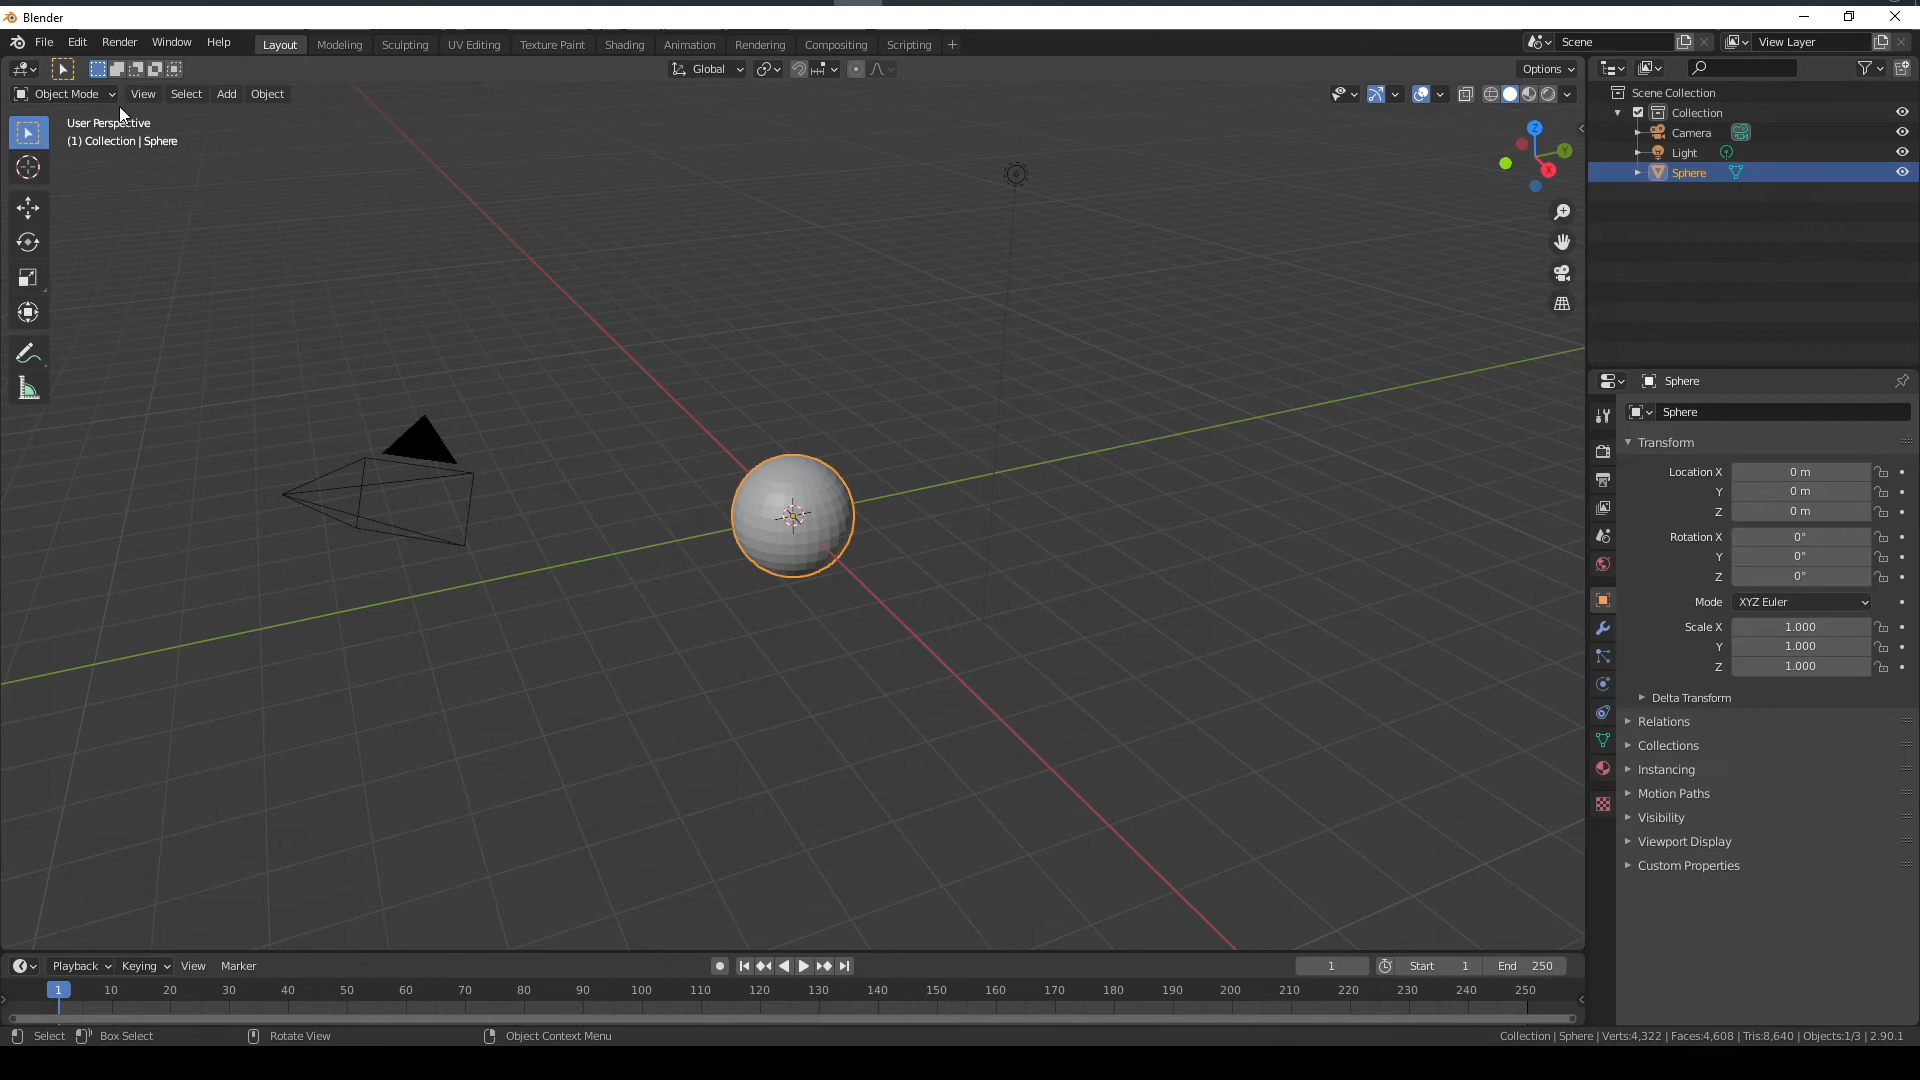 Blender
File Edit Render Window Help Layout Modeling Sculpting UV Editing Texture Paint Shading Animation Rendering Compositing Scripting + Scene View Layer
Global Options
Object Mode View Select Add Object
User Perspective
(1) Collection | Sphere
Z
Y
X
Scene Collection
Collection
Camera
Light
Sphere
Sphere
Sphere
Transform
Location X 0 m
Y 0 m
Z 0 m
Rotation X 0°
Y 0°
Z 0°
Mode XYZ Euler
Scale X 1.000
Y 1.000
Z 1.000
Delta Transform
Relations
Collections
Instancing
Motion Paths
Visibility
Viewport Display
Custom Properties
Playback Keying View Marker 1 Start 1 End 250
1 10 20 30 40 50 60 70 80 90 100 110 120 130 140 150 160 170 180 190 200 210 220 230 240 250
Select Box Select Rotate View Object Context Menu Collection | Sphere | Verts:4,322 | Faces:4,608 | Tris:8,640 | Objects:1/3 | 2.90.1